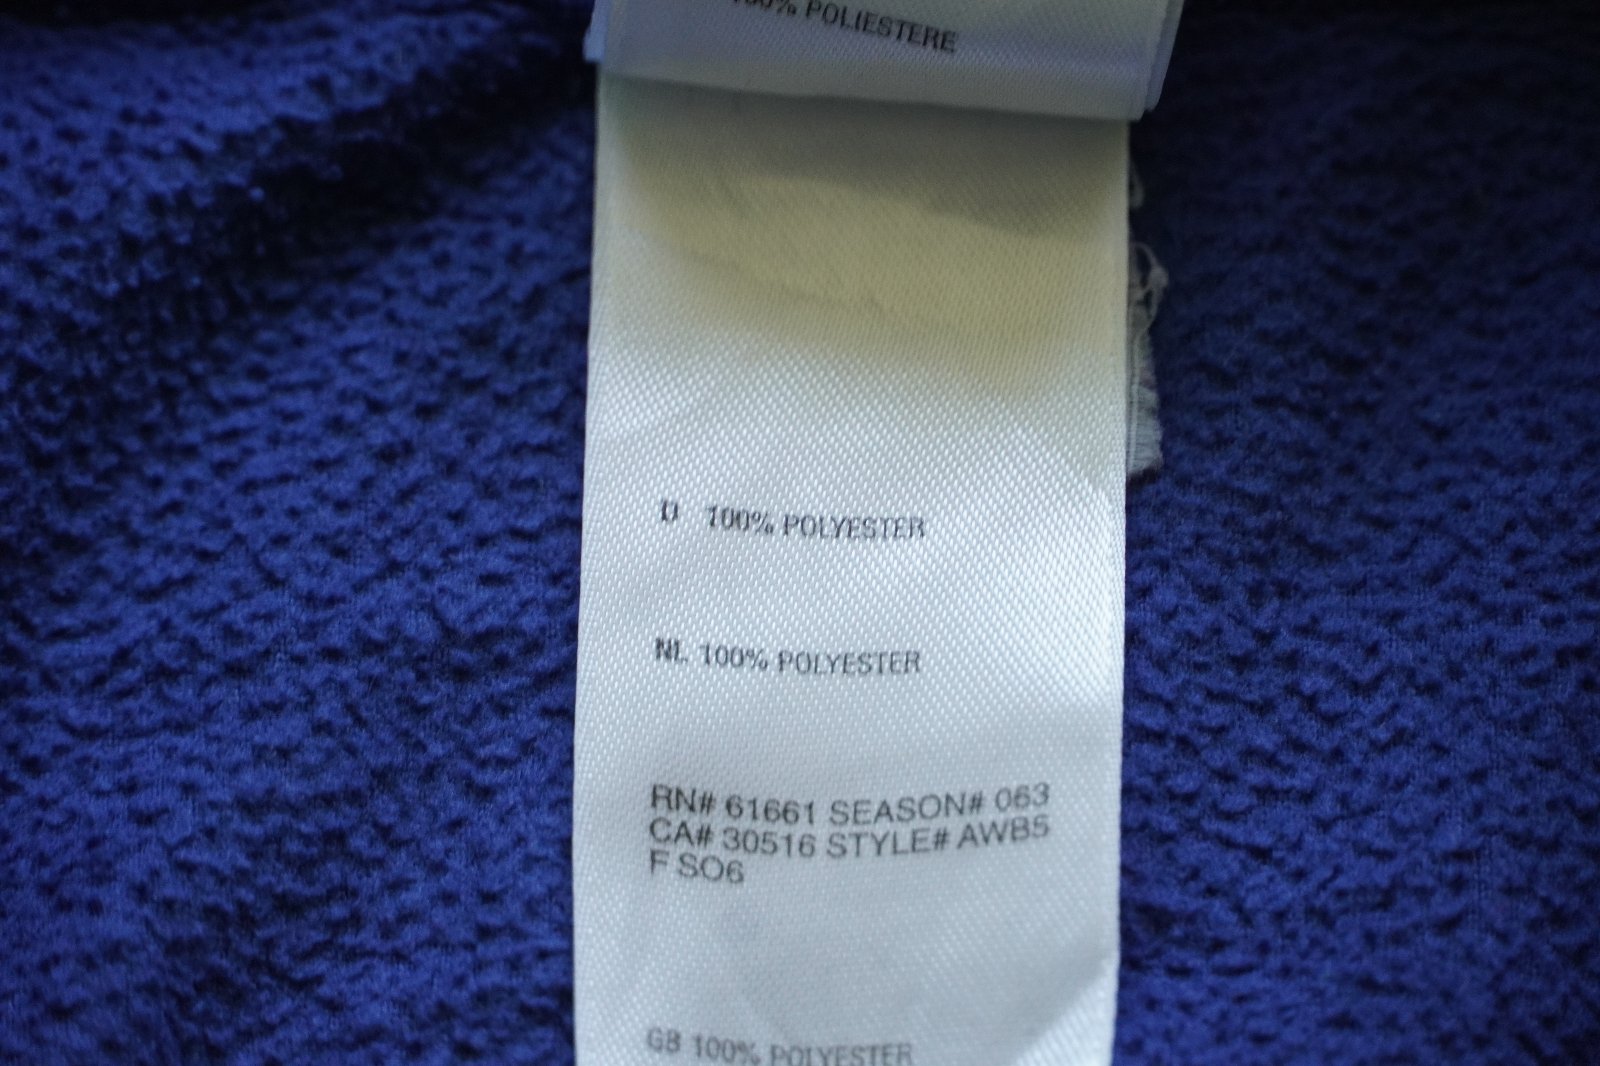 100% POLIESTERE
D 100% POLYESTER
NL 100% POLYESTER
RN# 61661 SEASON# 063
CA# 30516 STYLE# AWB5
F SO6
GB 100% POLYESTER